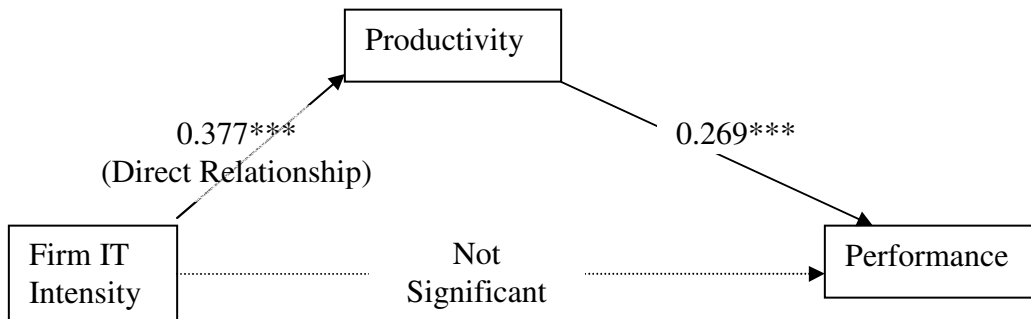 Productivity
0.377***
(Direct Relationship)
0.269***
Firm IT
Intensity
Not
Significant
Performance